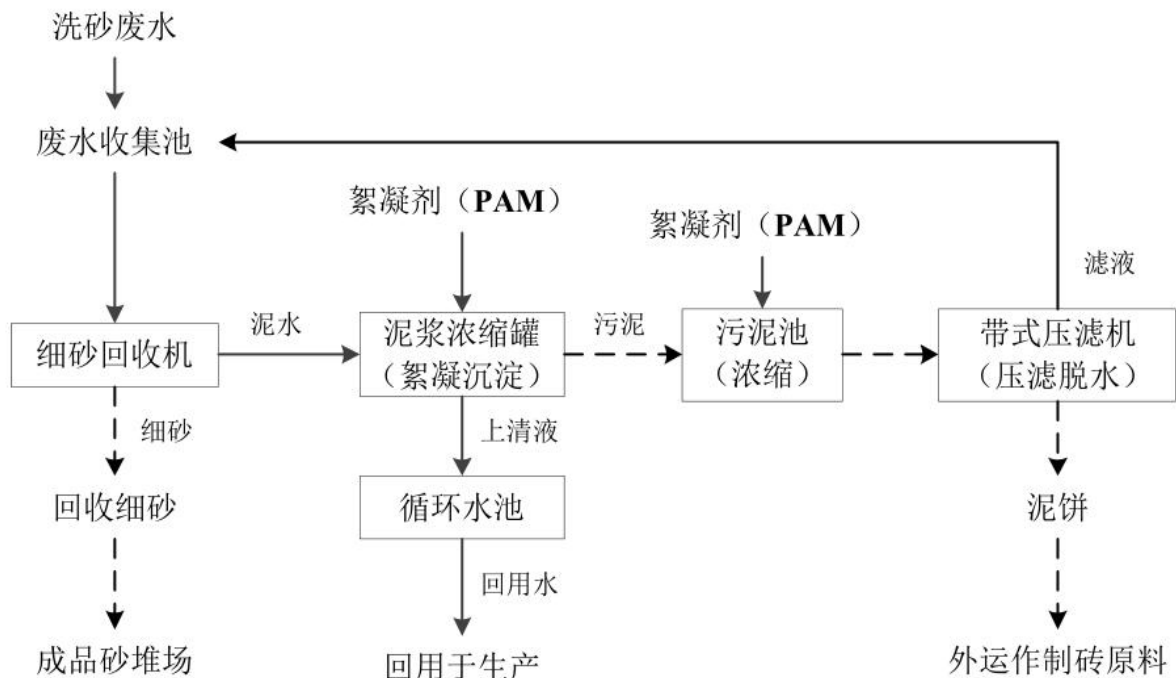 洗砂废水
废水收集池
絮凝剂（PAM）
絮凝剂（PAM）
滤液
细砂回收机
泥水
泥浆浓缩罐
（絮凝沉淀）
污泥
污泥池
（浓缩）
带式压滤机
（压滤脱水）
细砂
上清液
回收细砂
循环水池
泥饼
回用水
成品砂堆场
回用于生产
外运作制砖原料